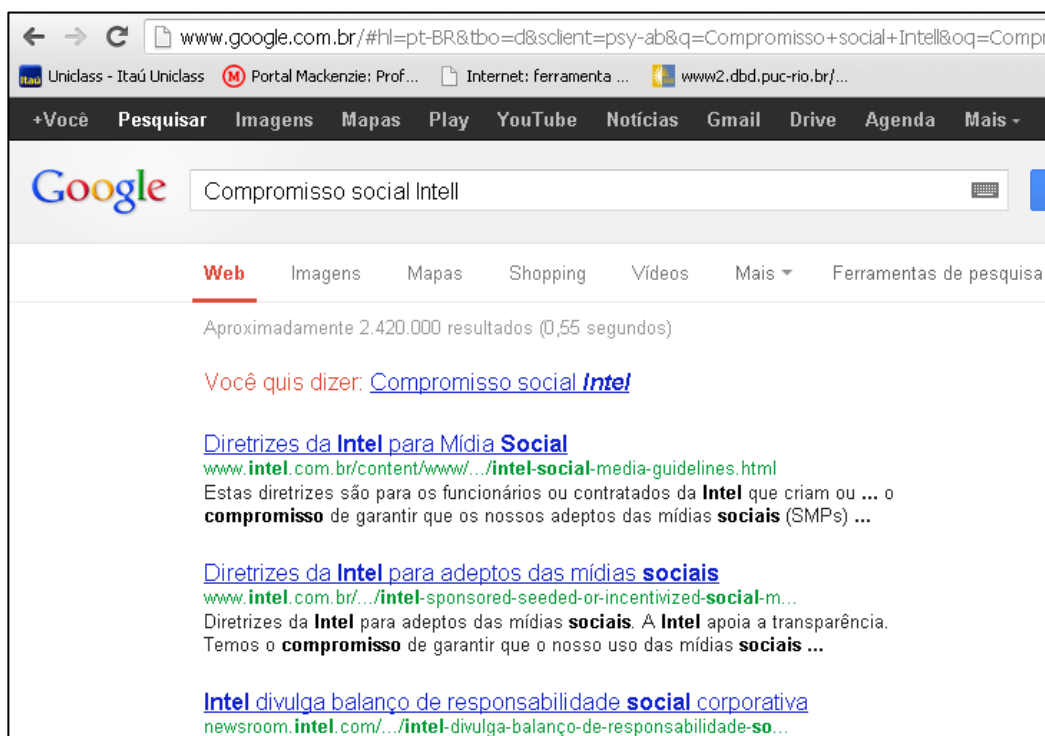 www.google.com.br/#hl=pt-BR&tbo=d&sclient=psy-ab&q=Compromisso+social+Intell&oq=Compr
Itaú Uniclass - Itaú Uniclass M Portal Mackenzie: Prof... Internet: ferramenta ... www2.dbd.puc-rio.br/...
+Você Pesquisar Imagens Mapas Play YouTube Notícias Gmail Drive Agenda Mais
Google Compromisso social Intell
Web Imagens Mapas Shopping Vídeos Mais Ferramentas de pesquisa
Aproximadamente 2.420.000 resultados (0,55 segundos)
Você quis dizer: Compromisso social Intel
Diretrizes da Intel para Mídia Social
www.intel.com.br/content/www/.../intel-social-media-guidelines.html
Estas diretrizes são para os funcionários ou contratados da Intel que criam ou ... o
compromisso de garantir que os nossos adeptos das mídias sociais (SMPs) ...
Diretrizes da Intel para adeptos das mídias sociais
www.intel.com.br/.../intel-sponsored-seeded-or-incentivized-social-m...
Diretrizes da Intel para adeptos das mídias sociais. A Intel apoia a transparência.
Temos o compromisso de garantir que o nosso uso das mídias sociais ...
Intel divulga balanço de responsabilidade social corporativa
newsroom.intel.com/.../intel-divulga-balanço-de-responsabilidade-so...